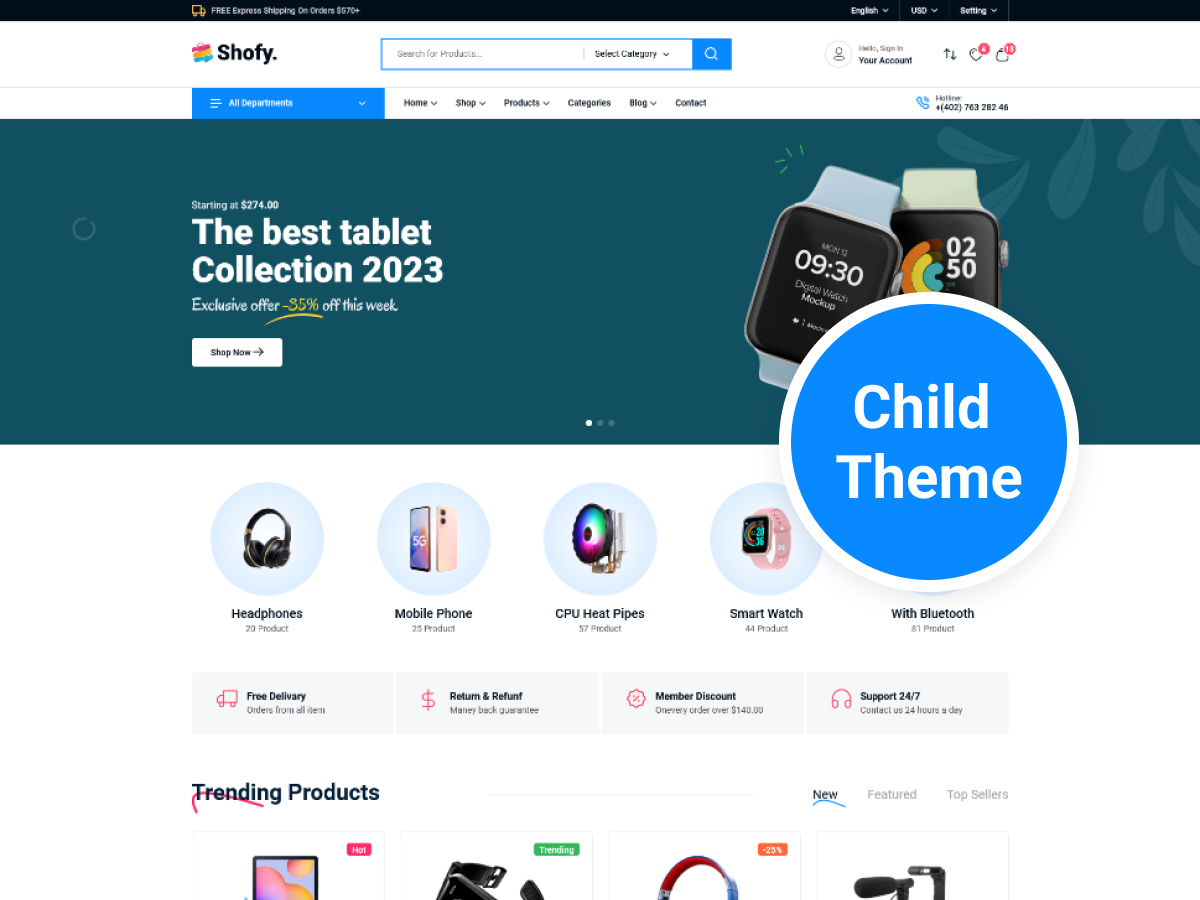 FREE Express Shipping On Orders $570+
English
USD
Setting
Shofy.
Search for Products...
Select Category
Hello, Sign In
Your Account
4
13
All Departments
Home
Shop
Products
Categories
Blog
Contact
Hotline:
+(402) 763 282 46
Starting at $274.00
The best tablet
Collection 2023
Exclusive offer -35% off this week
Shop Now
MON 12
09:30
Digital Watch
Mockup
02
50
Child
Theme
5G
20
36
Headphones
20 Product
Mobile Phone
25 Product
CPU Heat Pipes
57 Product
Smart Watch
44 Product
With Bluetooth
81 Product
Free Delivary
Orders from all item
Return & Refunf
Maney back guarantee
Member Discount
Onevery order over $140.00
Support 24/7
Contact us 24 hours a day
Trending Products
New
Featured
Top Sellers
Hot
Trending
-25%